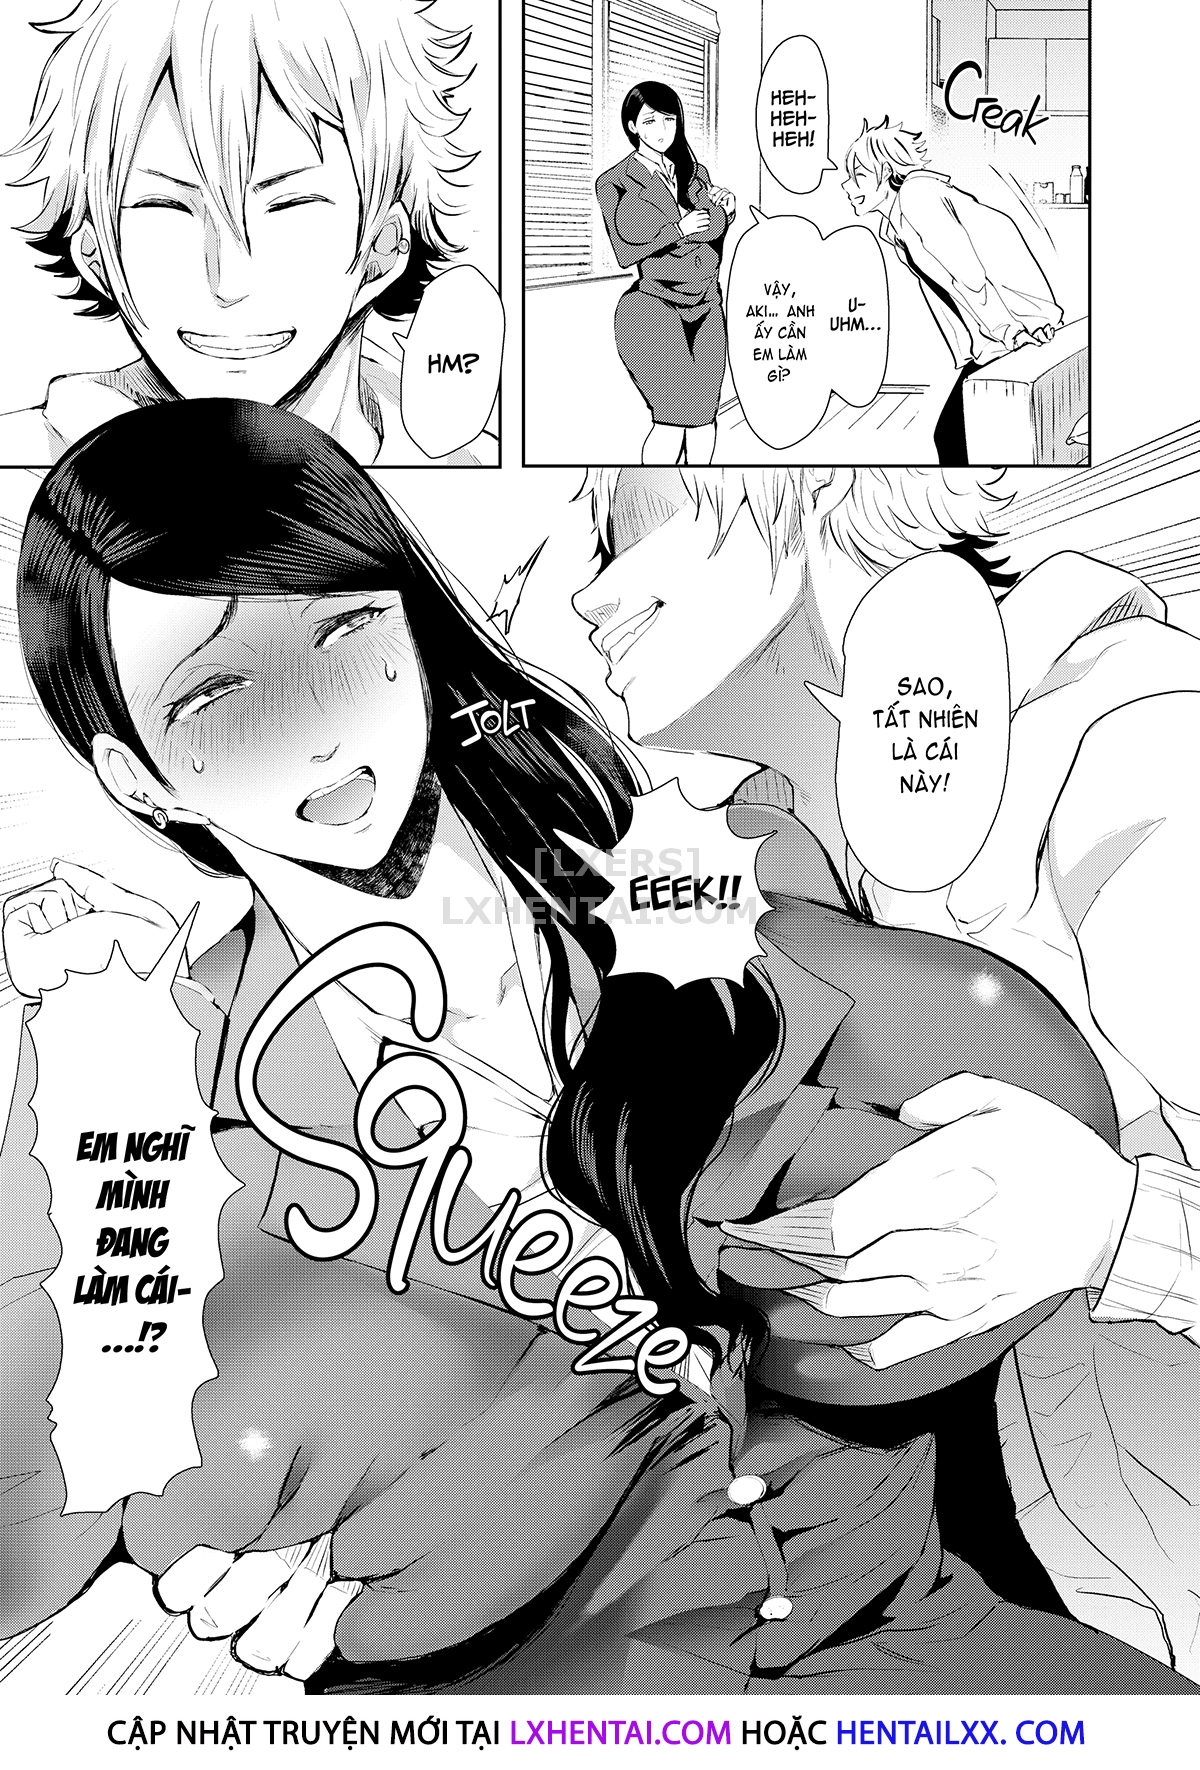 HEH-
HEH-
HEH!
Creak
U-
UHM...
VẬY,
AKI... ANH
ẤY CẦN
EM LÀM
GÌ?
HM?
SAO,
TẤT NHIÊN
LÀ CÁI
NÀY!
JOLT
EEEK!!
[LXERS]
LXHENTAI.COM
Squeeze
EM NGHĨ
MÌNH
ĐANG
LÀM CÁI-
....!?
CẬP NHẬT TRUYỆN MỚI TẠI LXHENTAI.COM HOẶC HENTAILXX. COM